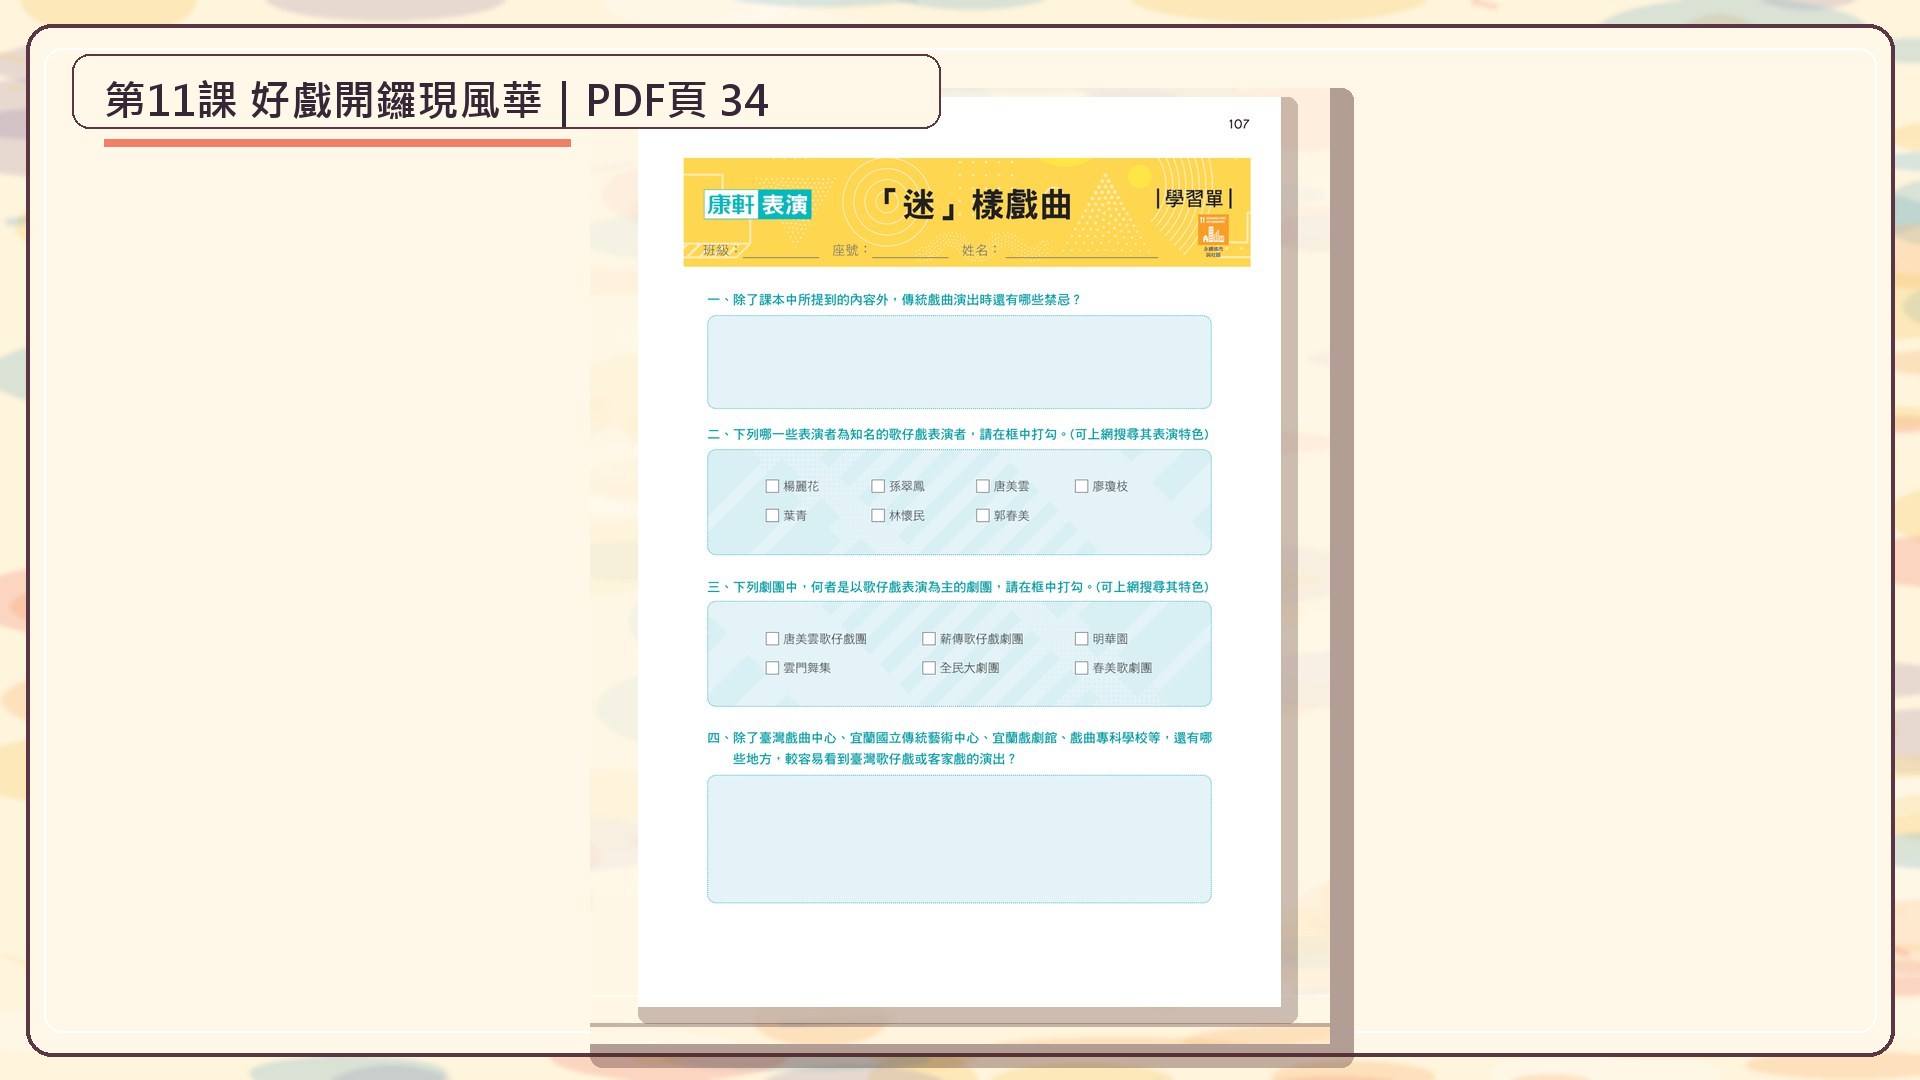 第11課 好戲開鑼現風華 | PDF頁 34
107
康軒 表演
「迷」樣戲曲
|學習單|
班級：
座號：
姓名：
一、除了課本中所提到的內容外，傳統戲曲演出時還有哪些禁忌？
二、下列哪一些表演者為知名的歌仔戲表演者，請在框中打勾。(可上網搜尋其表演特色)
□楊麗花 □孫翠鳳 □唐美雲 □廖瓊枝
□葉青 □林懷民 □郭春美
三、下列劇團中，何者是以歌仔戲表演為主的劇團，請在框中打勾。(可上網搜尋其特色)
□唐美雲歌仔戲團 □薪傳歌仔戲劇團 □明華園
□雲門舞集 □全民大劇團 □春美歌劇團
四、除了臺灣戲曲中心、宜蘭國立傳統藝術中心、宜蘭戲劇館、戲曲專科學校等，還有哪
些地方，較容易看到臺灣歌仔戲或客家戲的演出？